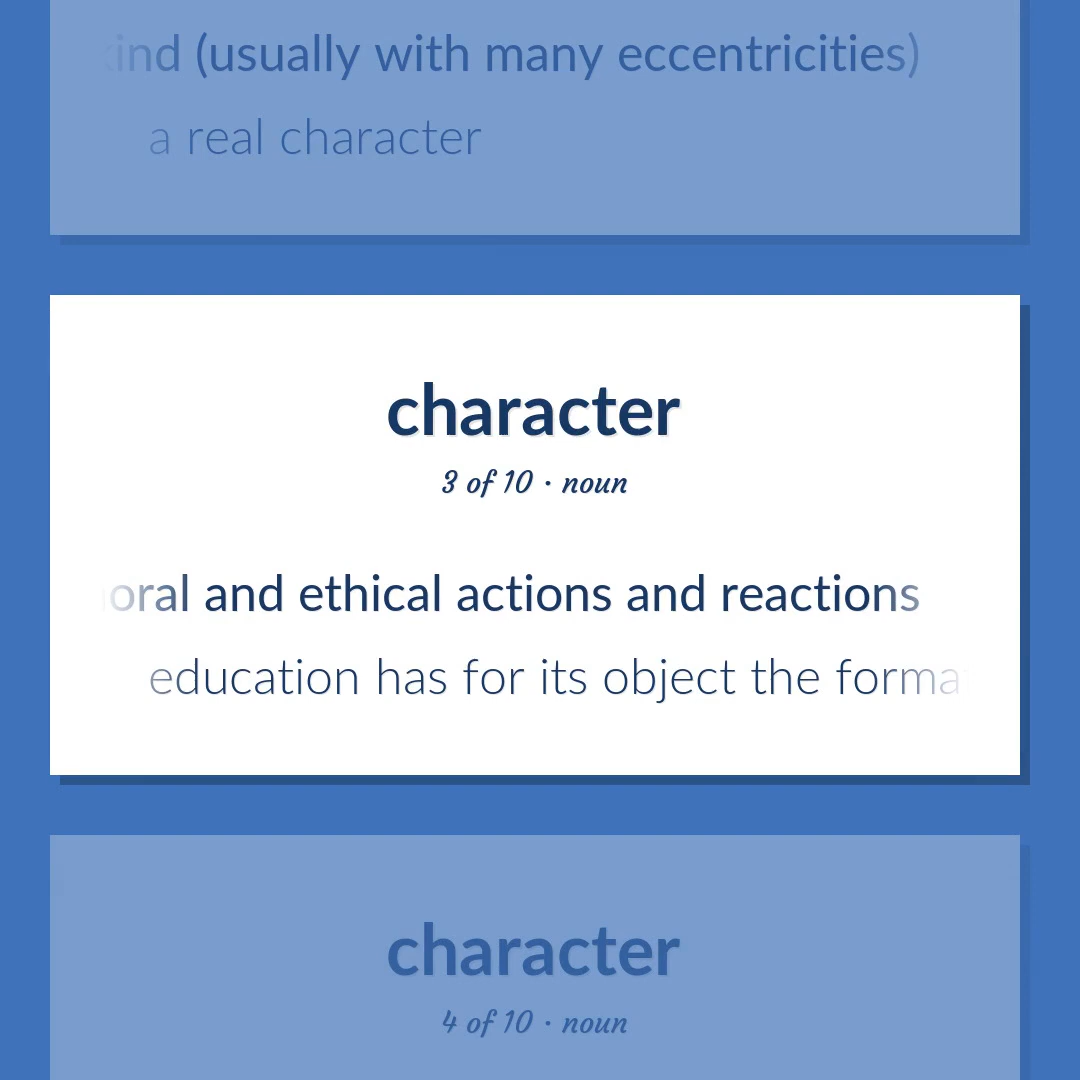 (usually with many eccentricities)
a real character
character
3 of 10 · noun
and ethical actions and reactions
education has for its object the
character
4 of 10 · noun